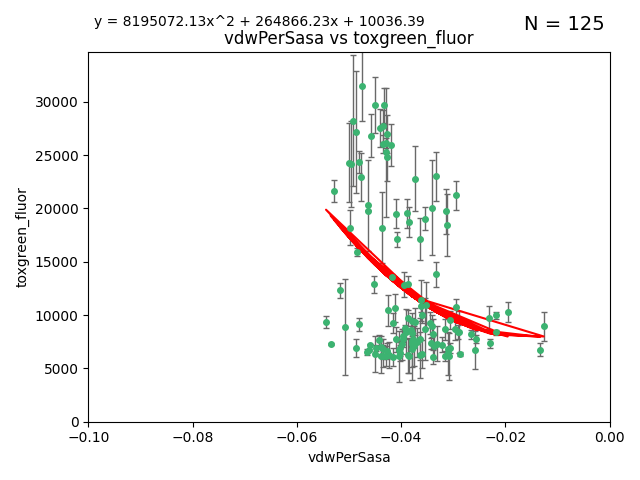 y = 8195072.13x^2 + 264866.23x + 10036.39
N = 125
vdwPerSasa vs toxgreen_fluor
30000
25000
20000
15000
10000
5000
0
toxgreen_fluor
−0.10 −0.08 −0.06 −0.04 −0.02 0.00
vdwPerSasa